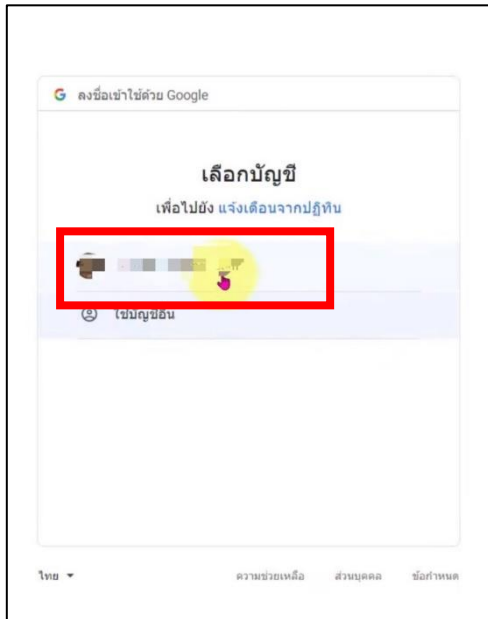 ลงชื่อเข้าใช้ด้วย Google
เลือกบัญชี
เพื่อไปยัง แจ้งเตือนจากปฏิทิน
ใช้บัญชีอื่น
ไทย
ความช่วยเหลือ ส่วนบุคคล ข้อกำหนด